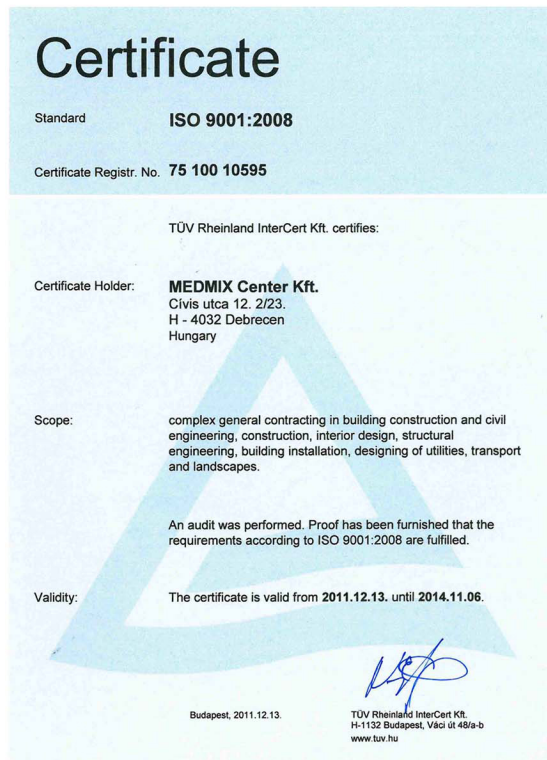 Certificate
Standard ISO 9001:2008
Certificate Registr. No. 75 100 10595
TÜV Rheinland InterCert Kft. certifies:
Certificate Holder: MEDMIX Center Kft.
Cívis utca 12. 2/23.
H - 4032 Debrecen
Hungary
Scope: complex general contracting in building construction and civil
engineering, construction, interior design, structural
engineering, building installation, designing of utilities, transport
and landscapes.
An audit was performed. Proof has been furnished that the
requirements according to ISO 9001:2008 are fulfilled.
Validity: The certificate is valid from 2011.12.13. until 2014.11.06.
Budapest, 2011.12.13.
TÜV Rheinland InterCert Kft.
H-1132 Budapest, Váci út 48/a-b
www.tuv.hu